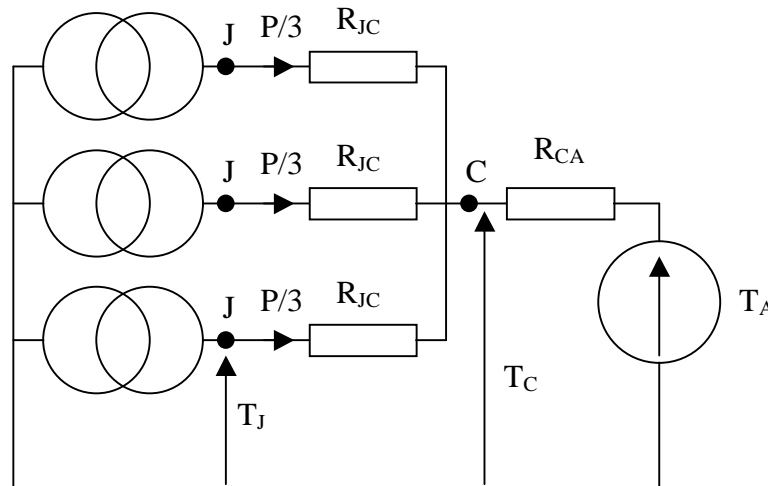 J P/3 R_JC
J P/3 R_JC C R_CA
J P/3 R_JC T_A
T_J T_C